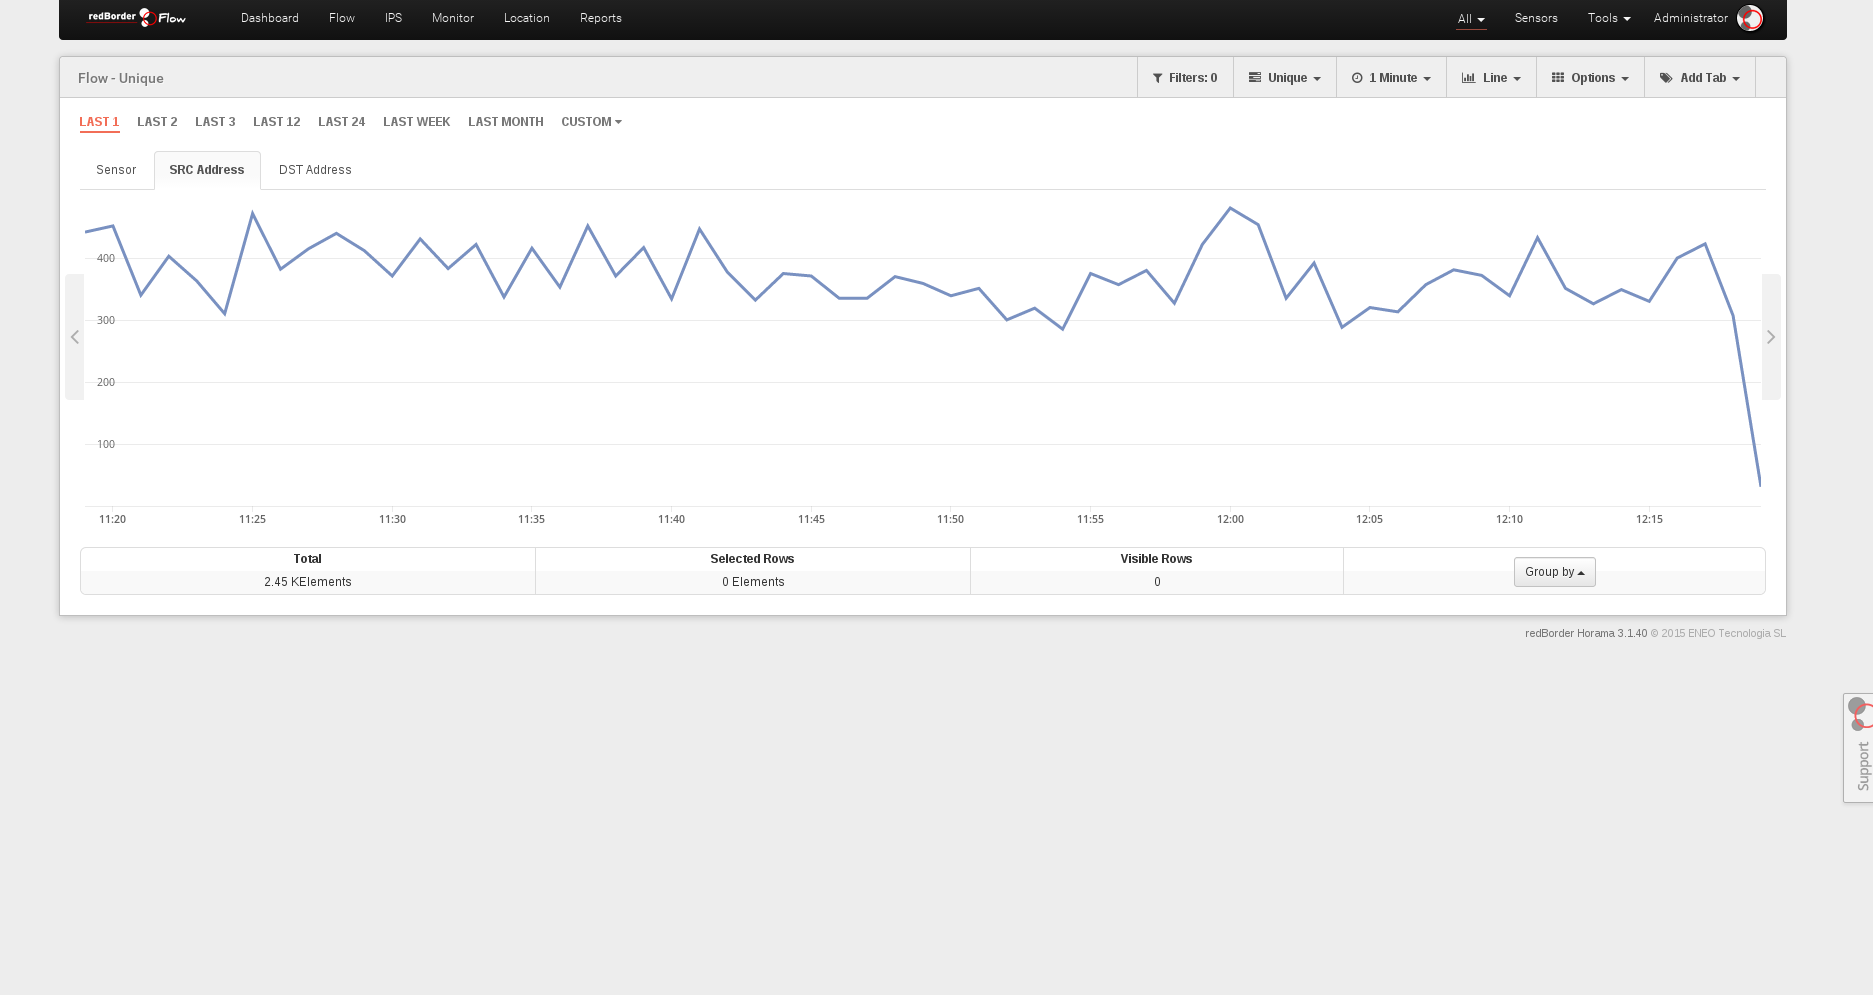 redBorder Flow Dashboard Flow IPS Monitor Location Reports All Sensors Tools Administrator
Flow - Unique Filters: 0 Unique 1 Minute Line Options Add Tab
LAST 1 LAST 2 LAST 3 LAST 12 LAST 24 LAST WEEK LAST MONTH CUSTOM
Sensor SRC Address DST Address
400
300
200
100
11:20 11:25 11:30 11:35 11:40 11:45 11:50 11:55 12:00 12:05 12:10 12:15
Total Selected Rows Visible Rows
Group by
2.45 KElements 0 Elements 0
redBorder Horama 3.1.40 © 2015 ENEO Tecnologia SL
Support